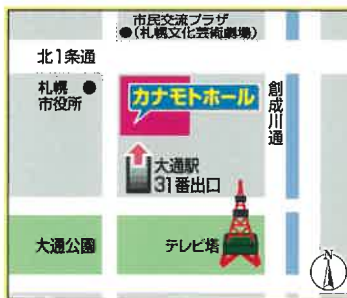 市民交流プラザ
(札幌文化芸術劇場)
北1条通
札幌
市役所
カナモトホール
創成川通
大通駅
31番出口
大通公園
テレビ塔
N